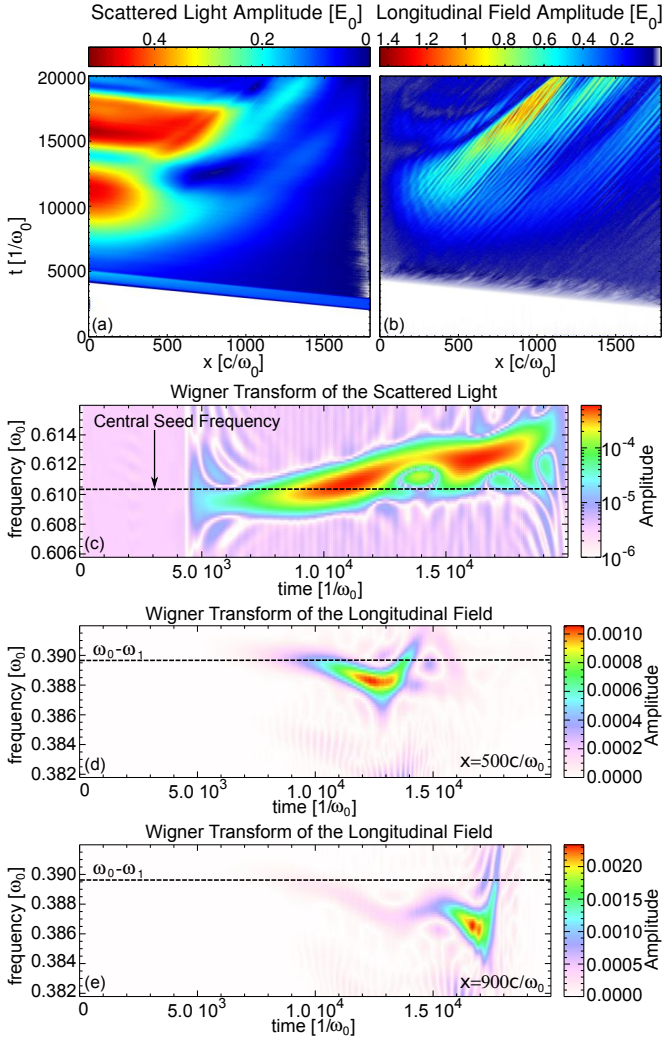 Scattered Light Amplitude [E0] Longitudinal Field Amplitude [E0]
0.4 0.2 0 1.4 1.2 1 0.8 0.6 0.4 0.2
20000
15000
10000
5000
0
t [1/ω0]
(a) (b)
0 500 1000 1500 0 500 1000 1500
x [c/ω0] x [c/ω0]
Wigner Transform of the Scattered Light
Central Seed Frequency
0.614
0.612
0.610
0.608
0.606
frequency [ω0]
(c)
10-4
10-5
10-6
Amplitude
0 5.0 103 1.0 104 1.5 104
time [1/ω0]
Wigner Transform of the Longitudinal Field
ω0-ω1
0.390
0.388
0.386
0.384
0.382
frequency [ω0]
(d) x=500c/ω0
0.0010
0.0008
0.0006
0.0004
0.0002
0.0000
Amplitude
0 5.0 103 1.0 104 1.5 104
time [1/ω0]
Wigner Transform of the Longitudinal Field
ω0-ω1
0.390
0.388
0.386
0.384
0.382
frequency [ω0]
(e) x=900c/ω0
0.0020
0.0015
0.0010
0.0005
0.0000
Amplitude
0 5.0 103 1.0 104 1.5 104
time [1/ω0]